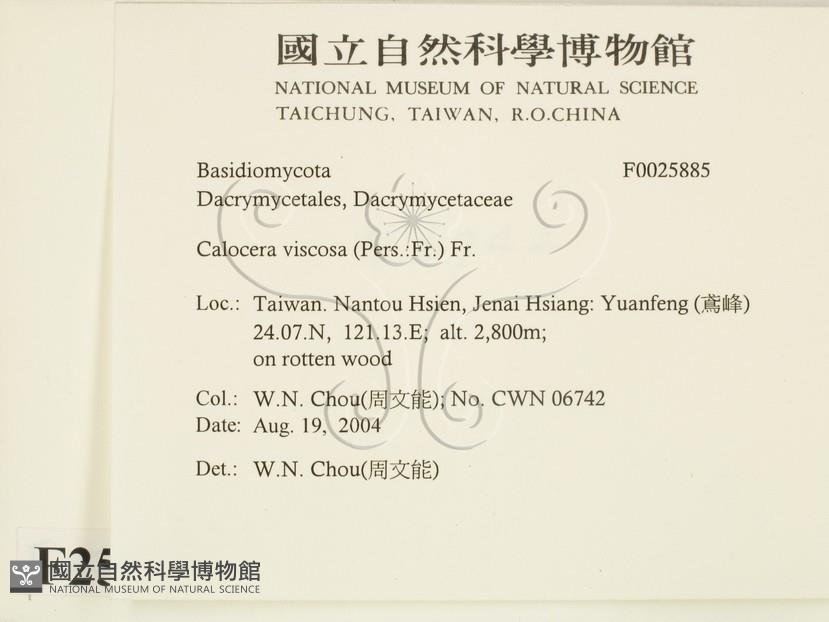 國立自然科學博物館
NATIONAL MUSEUM OF NATURAL SCIENCE
TAICHUNG, TAIWAN, R.O.CHINA
Basidiomycota F0025885
Dacrymycetales, Dacrymycetaceae
Calocera viscosa (Pers.:Fr.) Fr.
Loc.: Taiwan. Nantou Hsien, Jenai Hsiang: Yuanfeng (鳶峰)
24.07.N, 121.13.E; alt. 2,800m;
on rotten wood
Col.: W.N. Chou(周文能); No. CWN 06742
Date: Aug. 19, 2004
Det.: W.N. Chou(周文能)
F25
國立自然科學博物館
NATIONAL MUSEUM OF NATURAL SCIENCE